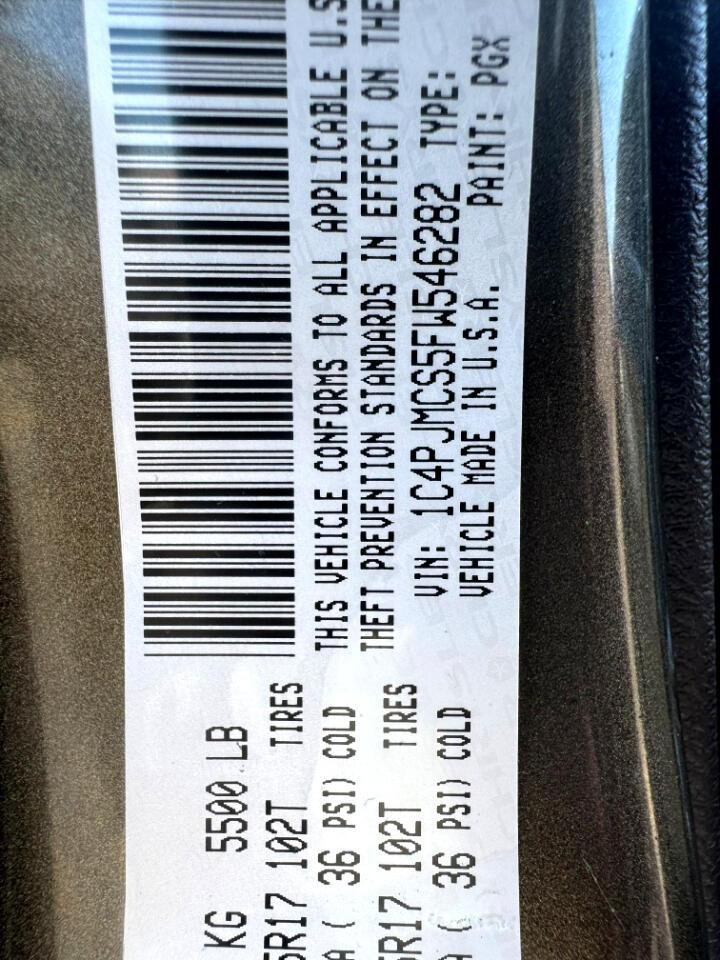 KG 5500 LB
5R17 102T TIRES
A ( 36 PSI) COLD
5R17 102T TIRES
A ( 36 PSI) COLD
THIS VEHICLE CONFORMS TO ALL APPLICABLE U.S
THEFT PREVENTION STANDARDS IN EFFECT ON THE
VIN: 1C4PJMCS5FW546282 TYPE:
VEHICLE MADE IN U.S.A. PAINT: PGX